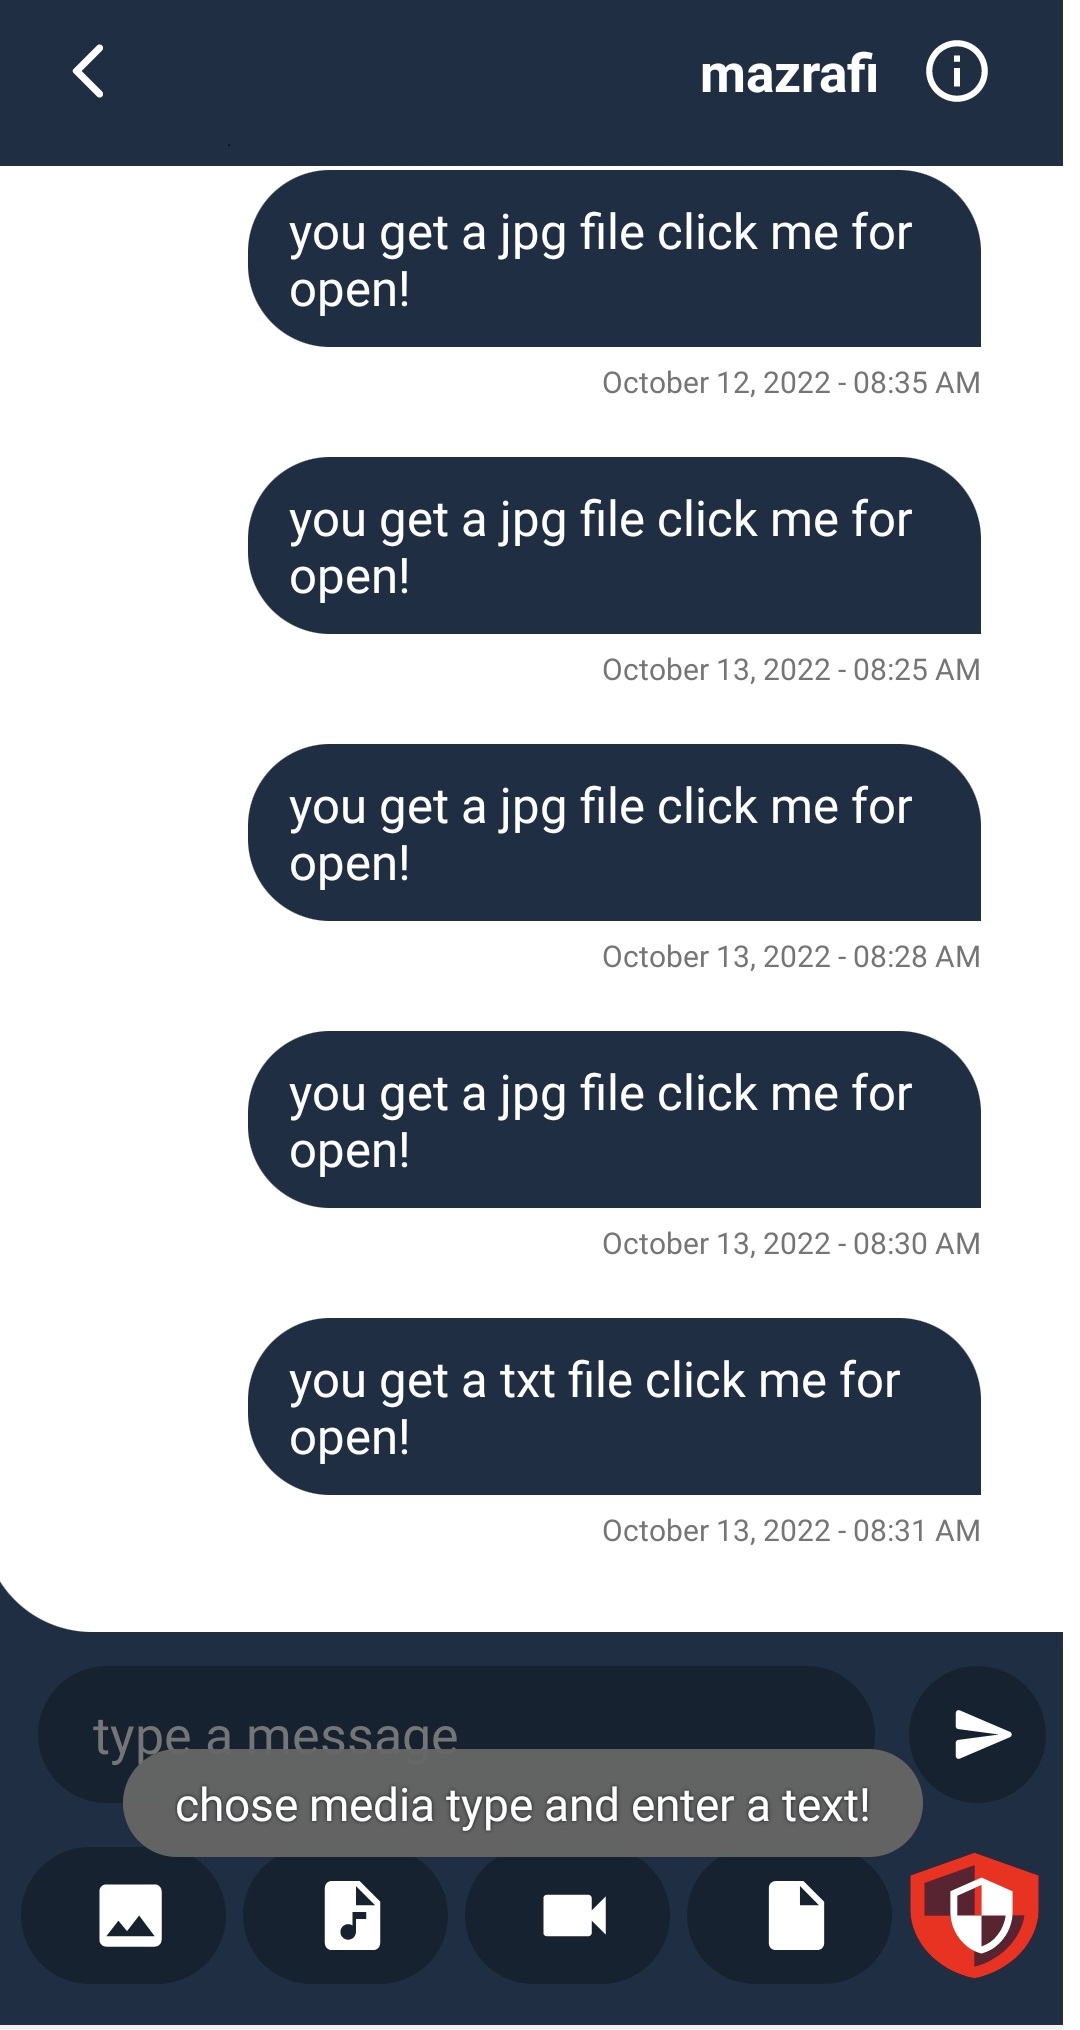 mazrafi
you get a jpg file click me for
open!
October 12, 2022 - 08:35 AM
you get a jpg file click me for
open!
October 13, 2022 - 08:25 AM
you get a jpg file click me for
open!
October 13, 2022 - 08:28 AM
you get a jpg file click me for
open!
October 13, 2022 - 08:30 AM
you get a txt file click me for
open!
October 13, 2022 - 08:31 AM
type a message
chose media type and enter a text!